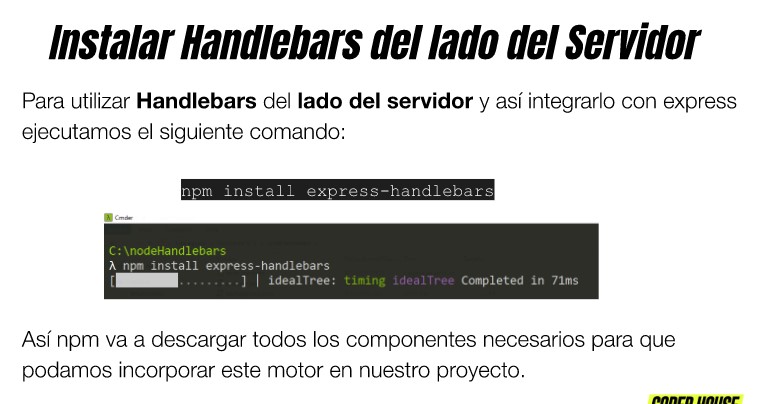 Instalar Handlebars del lado del Servidor
Para utilizar Handlebars del lado del servidor y así integrarlo con express
ejecutamos el siguiente comando:
npm install express-handlebars
Cmder
C:\nodeHandlebars
λ npm install express-handlebars
[ .........] | idealTree: timing idealTree Completed in 71ms
Así npm va a descargar todos los componentes necesarios para que
podamos incorporar este motor en nuestro proyecto.
CODER HOUSE